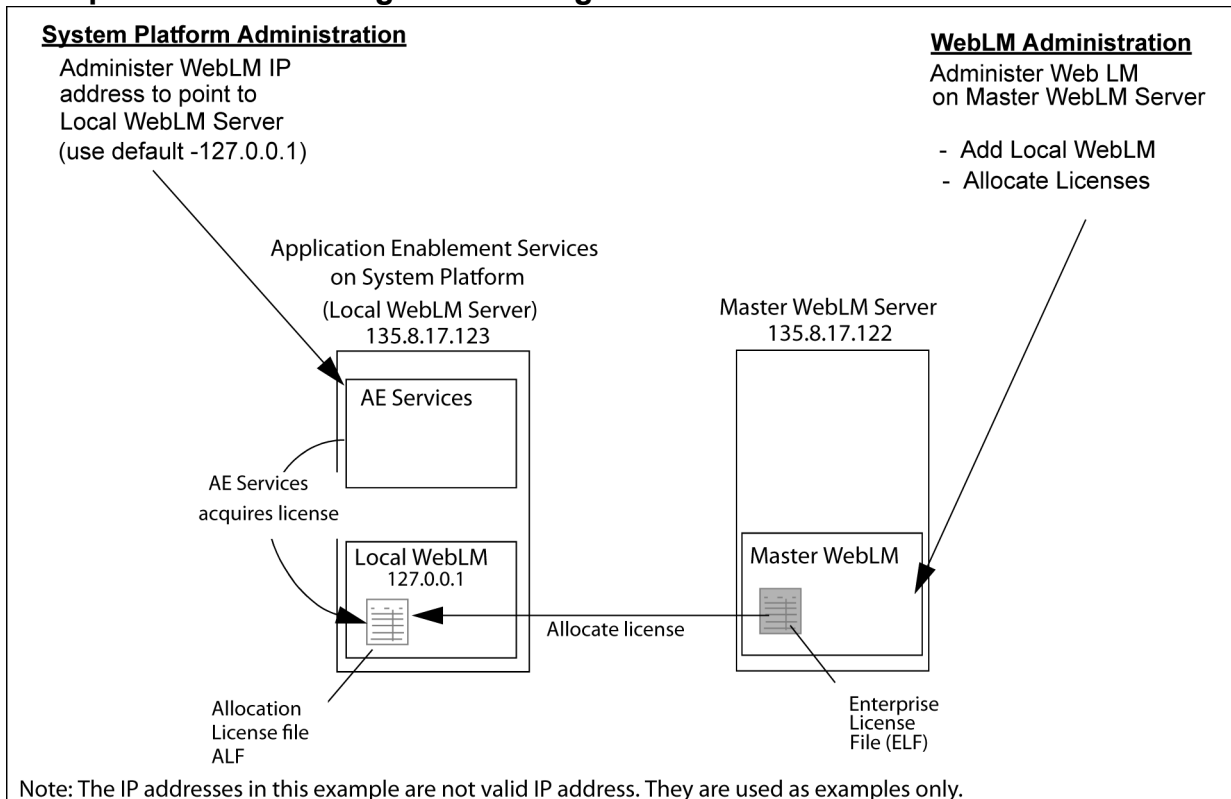 System Platform Administration
Administer WebLM IP
address to point to
Local WebLM Server
(use default -127.0.0.1)
WebLM Administration
Administer Web LM
on Master WebLM Server
- Add Local WebLM
- Allocate Licenses
Application Enablement Services
on System Platform
(Local WebLM Server)
135.8.17.123
Master WebLM Server
135.8.17.122
AE Services
AE Services
acquires license
Local WebLM
127.0.0.1
Master WebLM
Allocate license
Allocation
License file
ALF
Enterprise
License
File (ELF)
Note: The IP addresses in this example are not valid IP address. They are used as examples only.